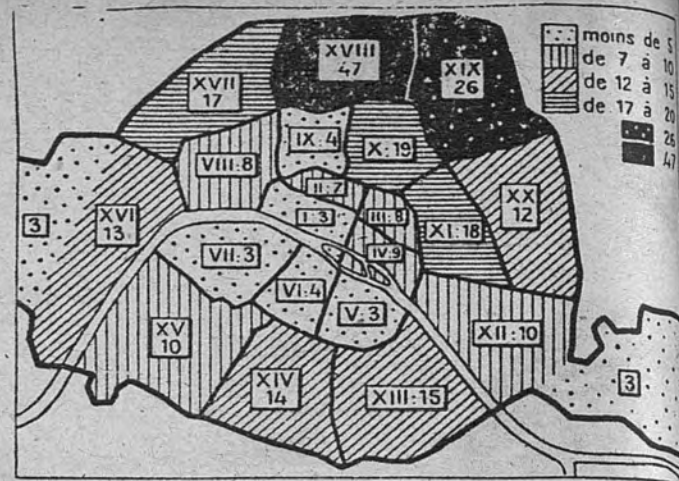 moins de 5
de 7 à 10
de 12 à 15
de 17 à 20
26
47
XVIII
47
XIX
26
XVII
17
IX:4
X:19
VIII:8
II:7
XX
12
I:3
III:8
3
XVI
13
XI:18
VII:3
IV:9
VI:4
V:3
XV
10
XII:10
3
XIV
14
XIII:15